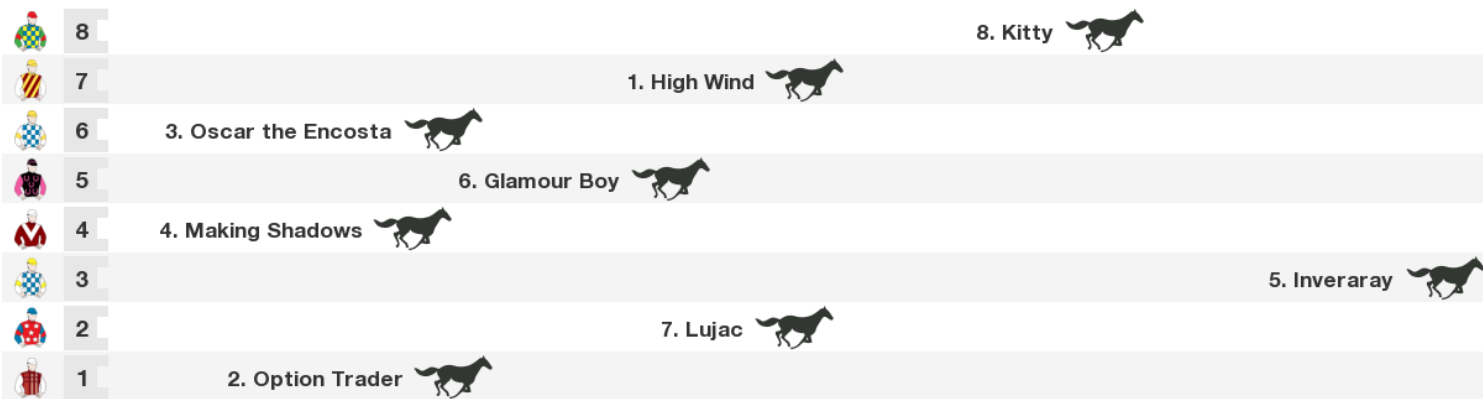 8 8. Kitty
7 1. High Wind
6 3. Oscar the Encosta
5 6. Glamour Boy
4 4. Making Shadows
3 5. Inveraray
2 7. Lujac
1 2. Option Trader